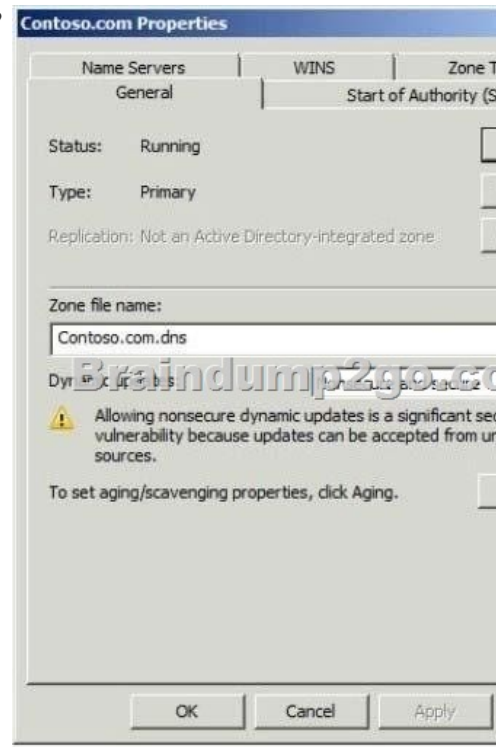 Contoso.com Properties
Name Servers WINS Zone T
General Start of Authority (S
Status: Running
Type: Primary
Replication: Not an Active Directory-integrated zone
Zone file name:
Contoso.com.dns
Braindump2go.co
Allowing nonsecure dynamic updates is a significant sec
vulnerability because updates can be accepted from un
sources.
To set aging/scavenging properties, click Aging.
OK Cancel Apply